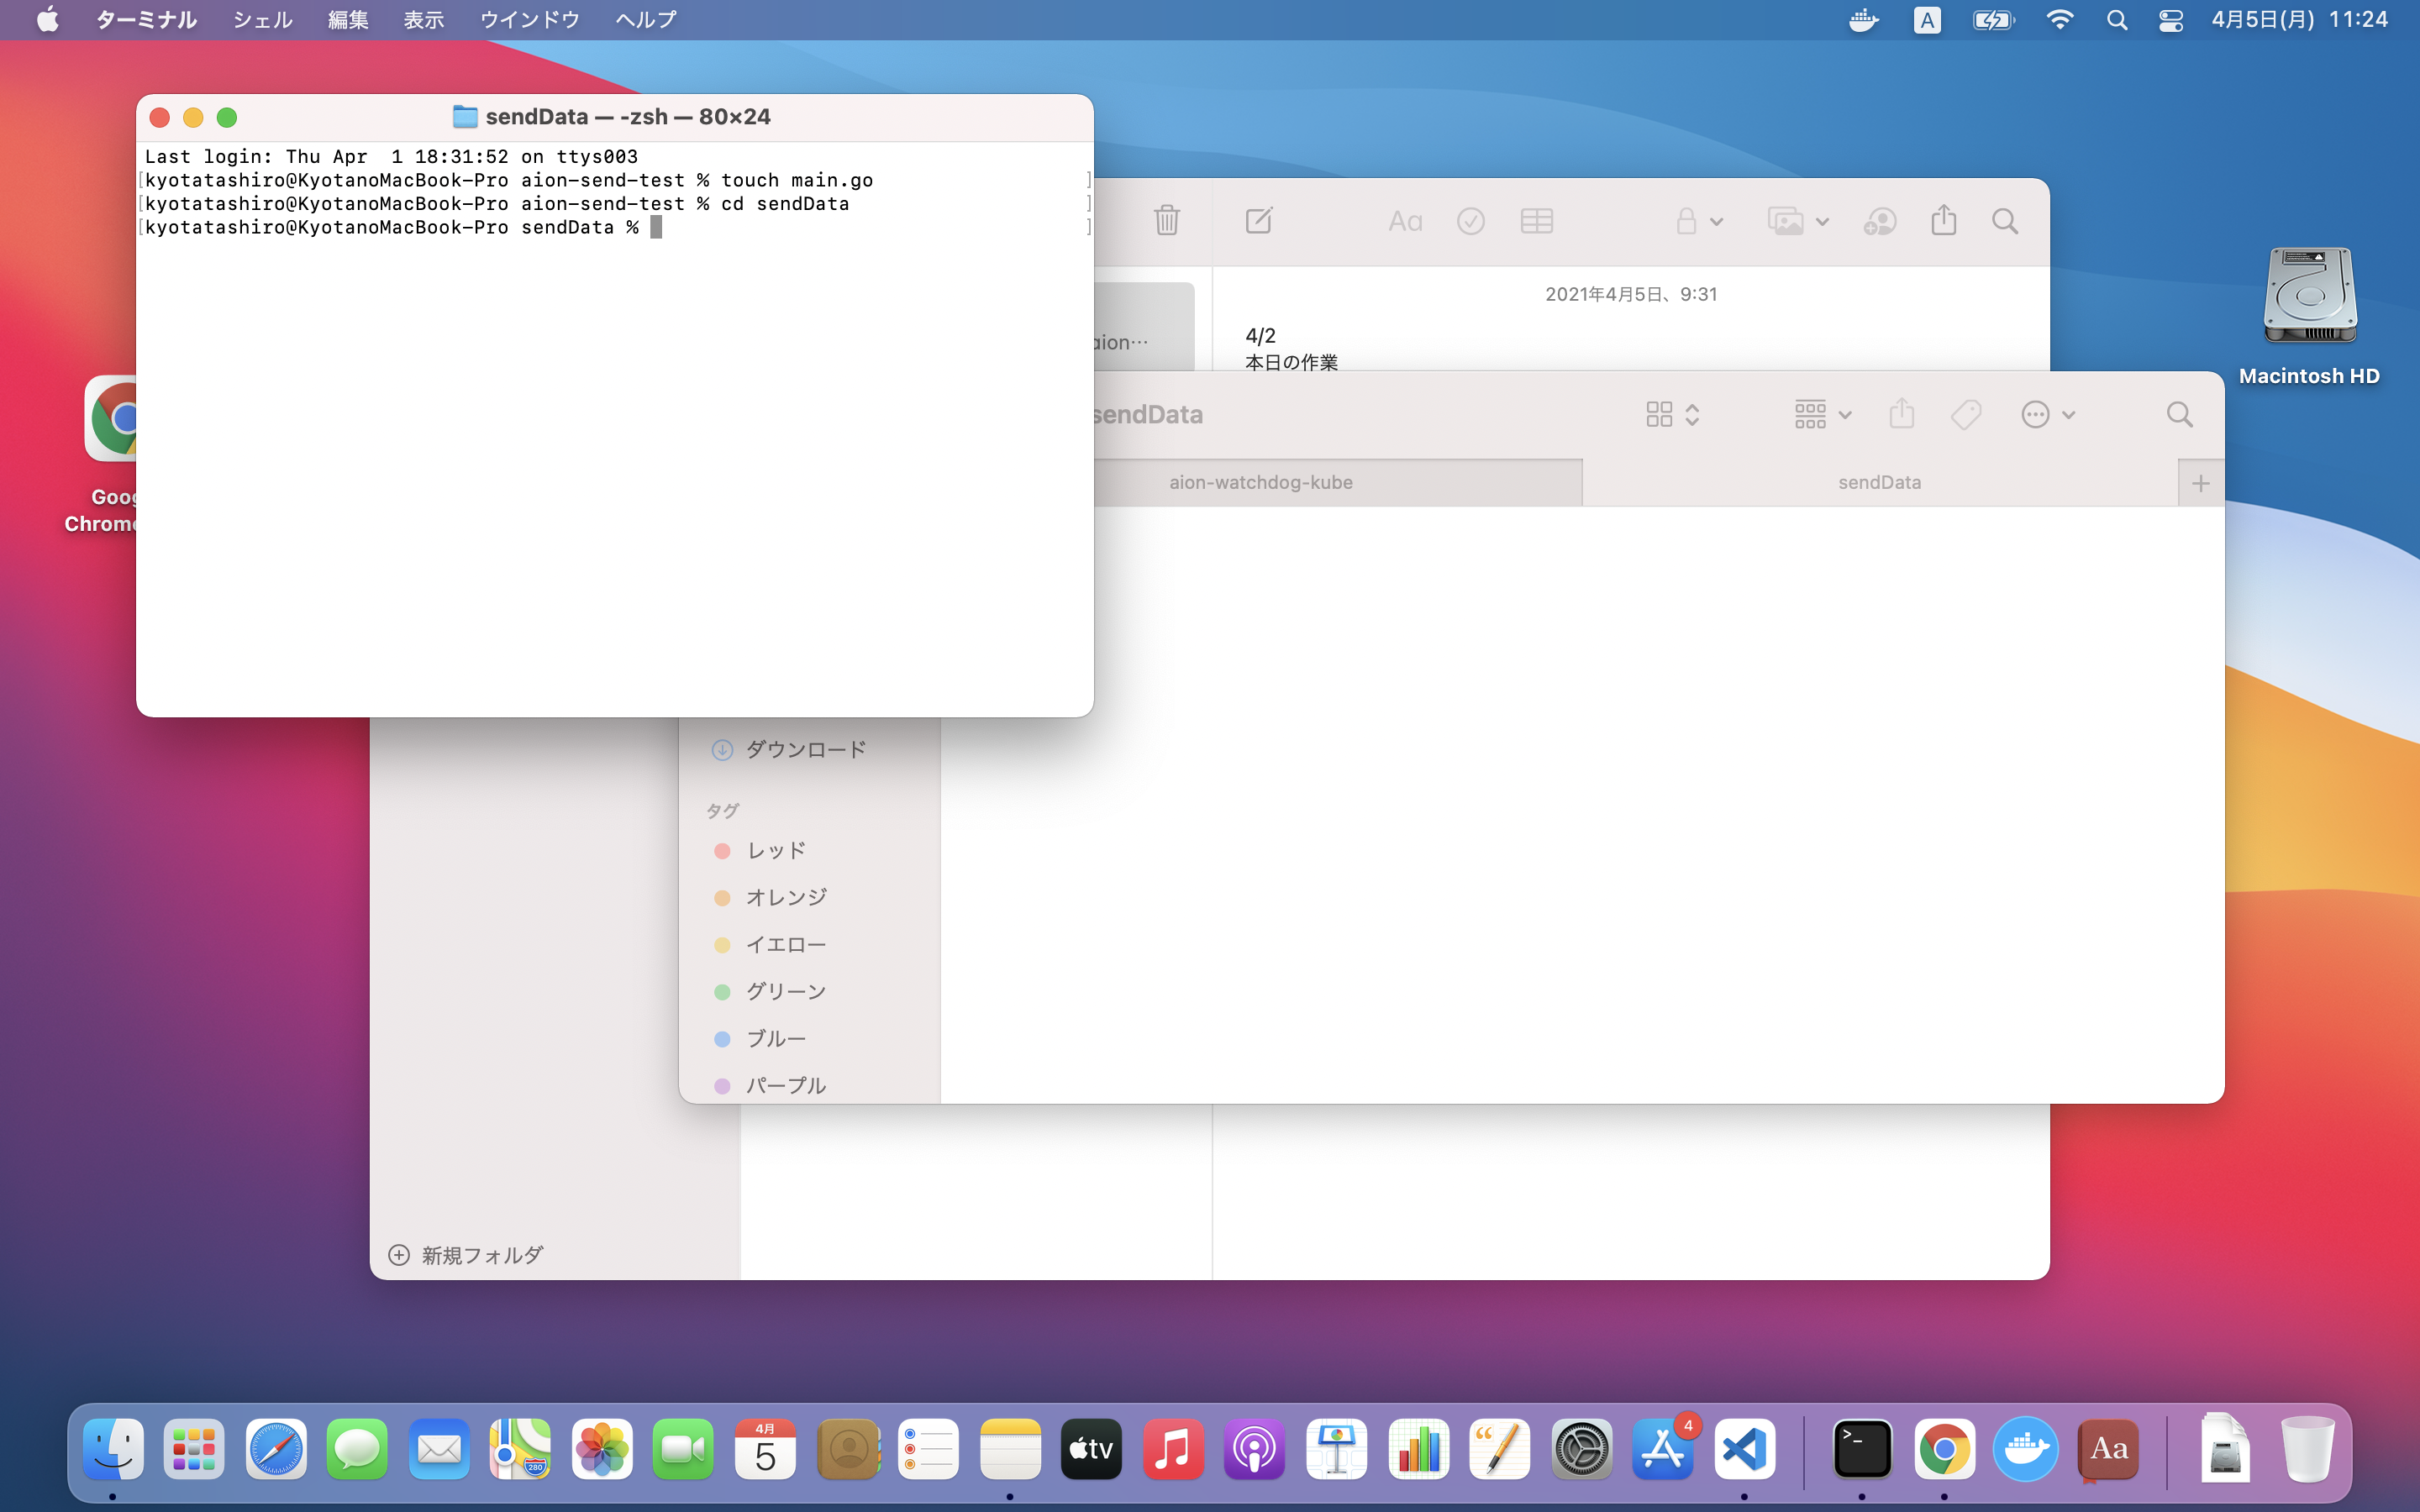 ターミナル シェル 編集 表示 ウインドウ ヘルプ
A
4月5日(月) 11:24
sendData — -zsh — 80×24
Last login: Thu Apr  1 18:31:52 on ttys003
[kyotatashiro@KyotanoMacBook-Pro aion-send-test % touch main.go ]
[kyotatashiro@KyotanoMacBook-Pro aion-send-test % cd sendData ]
[kyotatashiro@KyotanoMacBook-Pro sendData % ]
Aa
2021年4月5日、9:31
4/2
本日の作業
aion…
Macintosh HD
sendData
aion-watchdog-kube
sendData
Goog
Chrome
ダウンロード
タグ
レッド
オレンジ
イエロー
グリーン
ブルー
パープル
新規フォルダ
280
4月
5
tv
4
>_
Aa